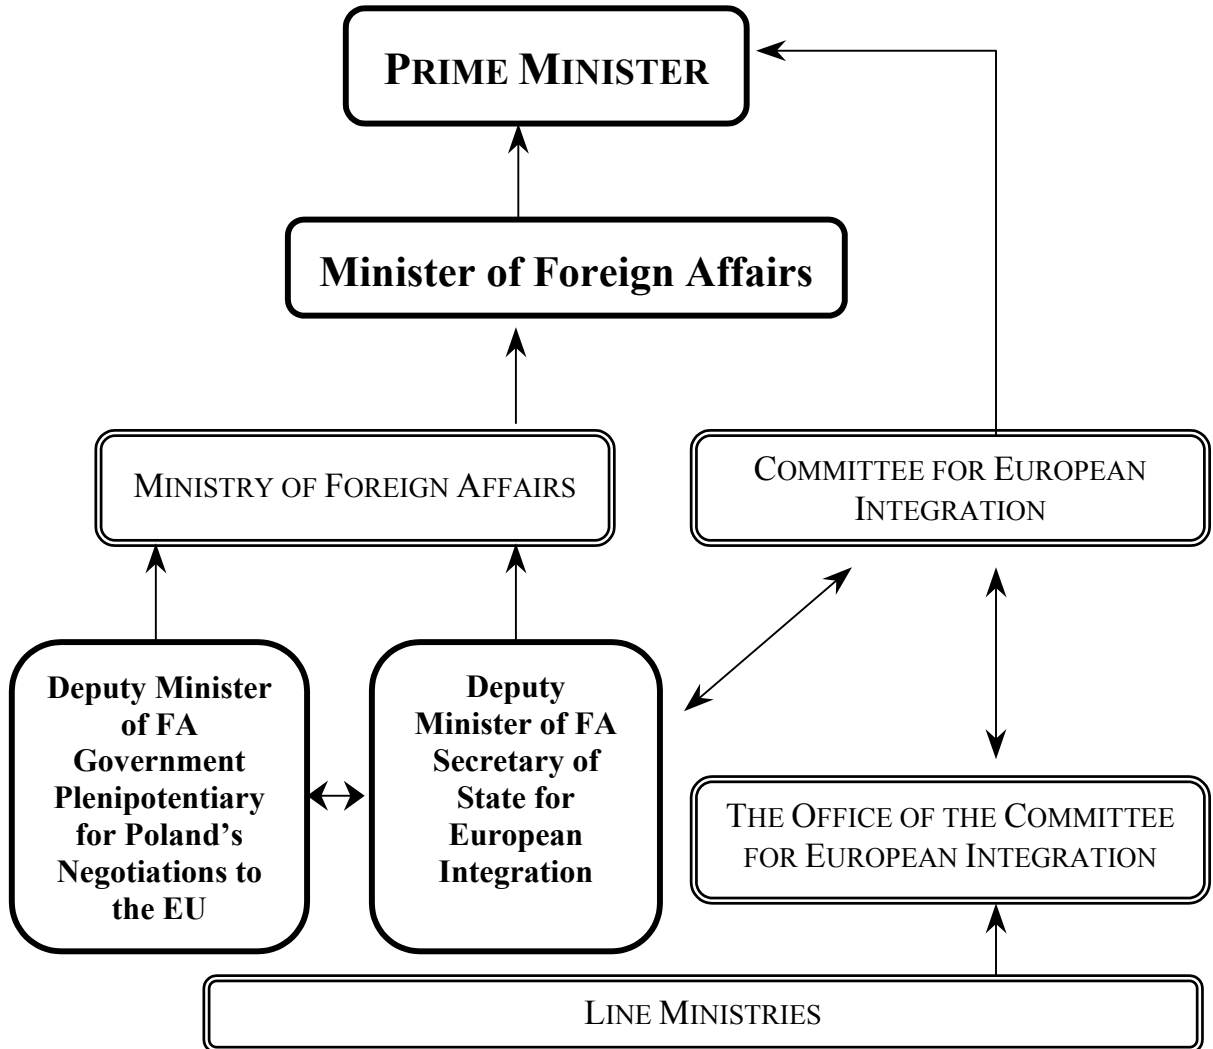 PRIME MINISTER
Minister of Foreign Affairs
MINISTRY OF FOREIGN AFFAIRS
COMMITTEE FOR EUROPEAN
INTEGRATION
Deputy Minister
of FA
Government
Plenipotentiary
for Poland’s
Negotiations to
the EU
Deputy
Minister of FA
Secretary of
State for
European
Integration
THE OFFICE OF THE COMMITTEE
FOR EUROPEAN INTEGRATION
LINE MINISTRIES